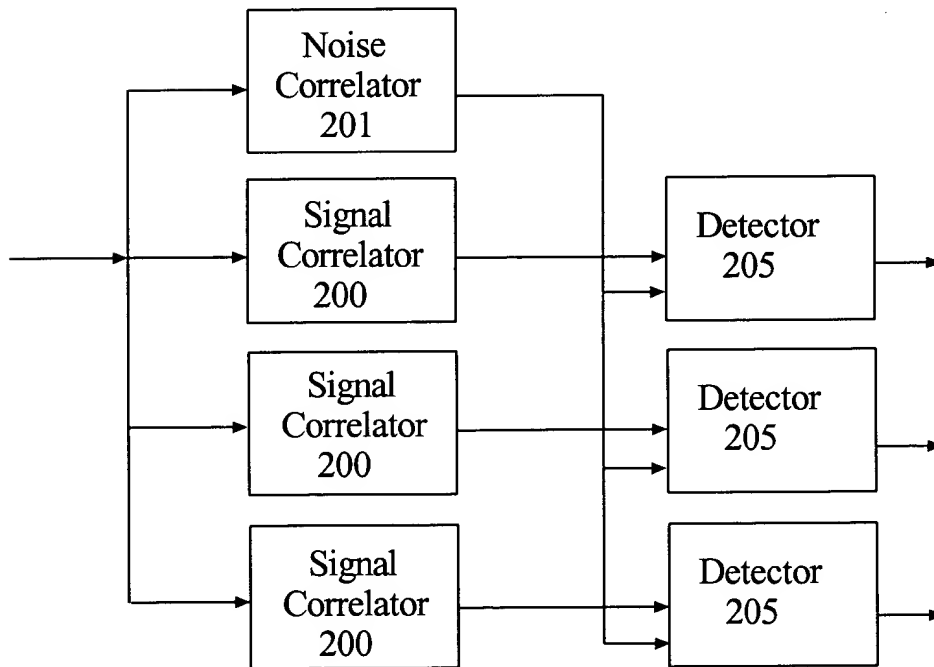 Noise
Correlator
201
Signal
Correlator
200
Detector
205
Signal
Correlator
200
Detector
205
Signal
Correlator
200
Detector
205